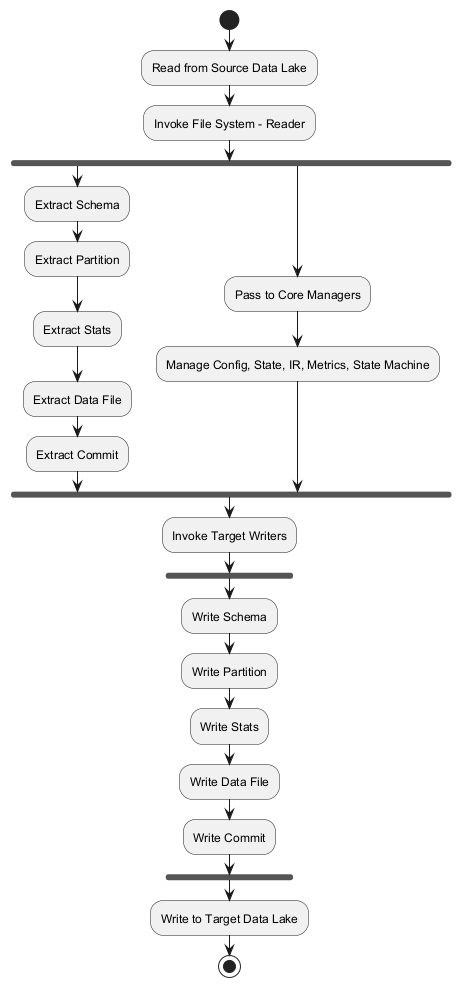 Read from Source Data Lake
Invoke File System - Reader
Extract Schema
Extract Partition
Extract Stats
Extract Data File
Extract Commit
Pass to Core Managers
Manage Config, State, IR, Metrics, State Machine
Invoke Target Writers
Write Schema
Write Partition
Write Stats
Write Data File
Write Commit
Write to Target Data Lake